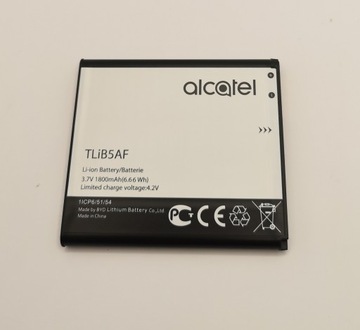 alcatel
TLiB5AF
Li-ion Battery/Batterie
3.7V 1800mAh(6.66 Wh)
Limited charge voltage: 4.2V
1ICP6/51/54
Made by BYD Lithium Battery Co.,Ltd
Made in China